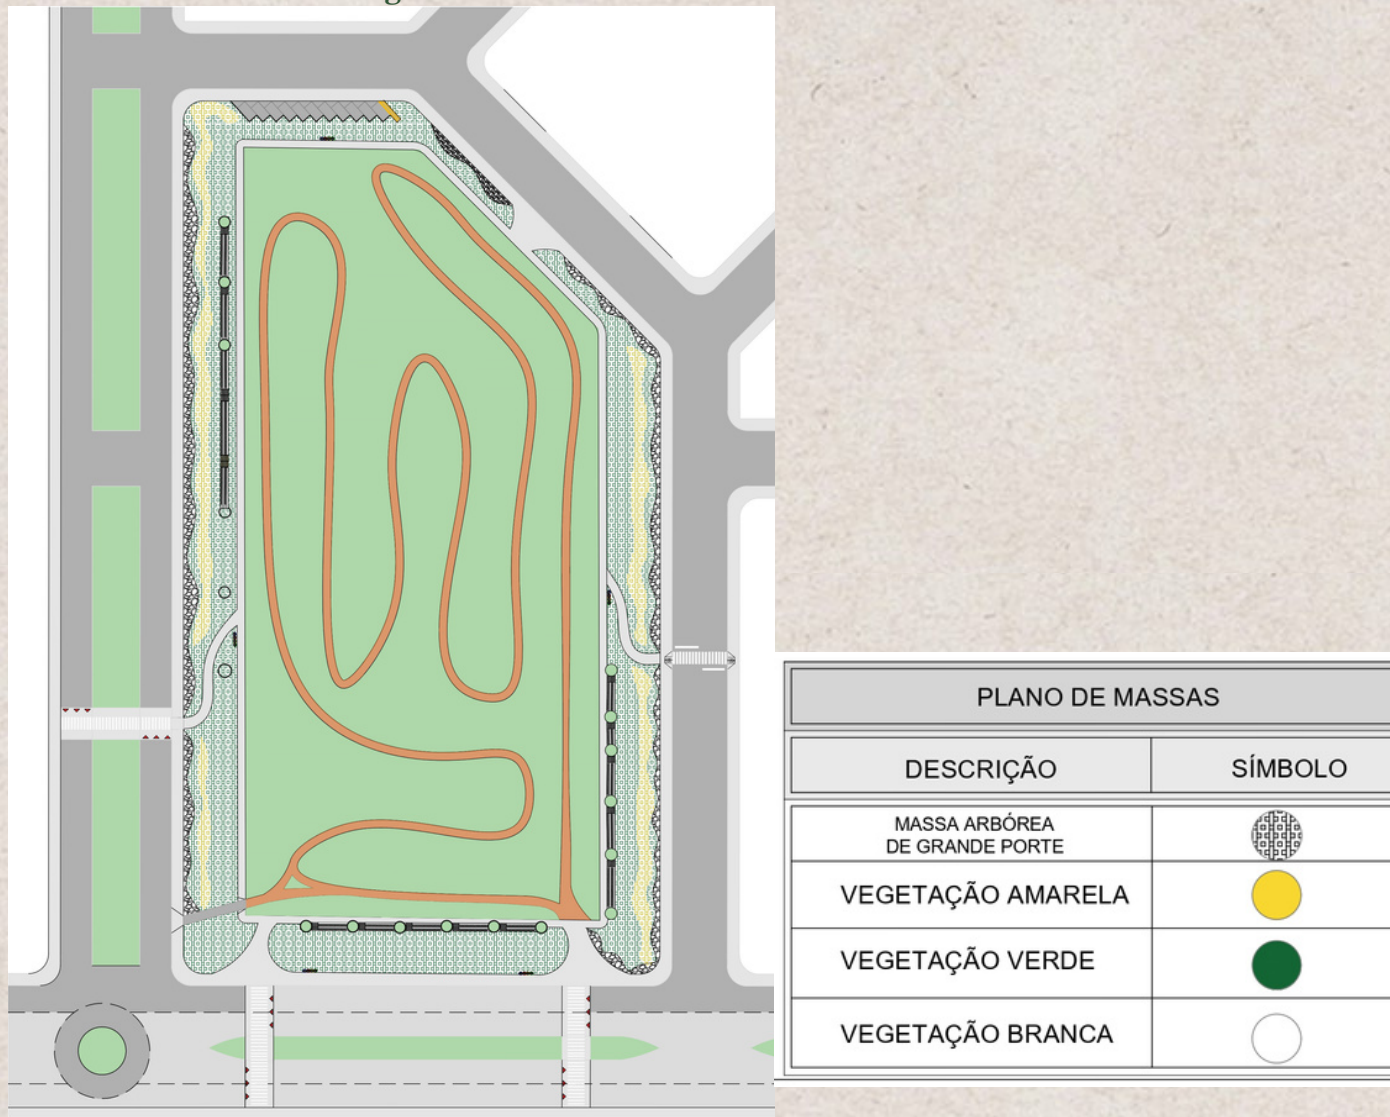 PLANO DE MASSAS
DESCRIÇÃO
SÍMBOLO
MASSA ARBÓREA
DE GRANDE PORTE
VEGETAÇÃO AMARELA
VEGETAÇÃO VERDE
VEGETAÇÃO BRANCA